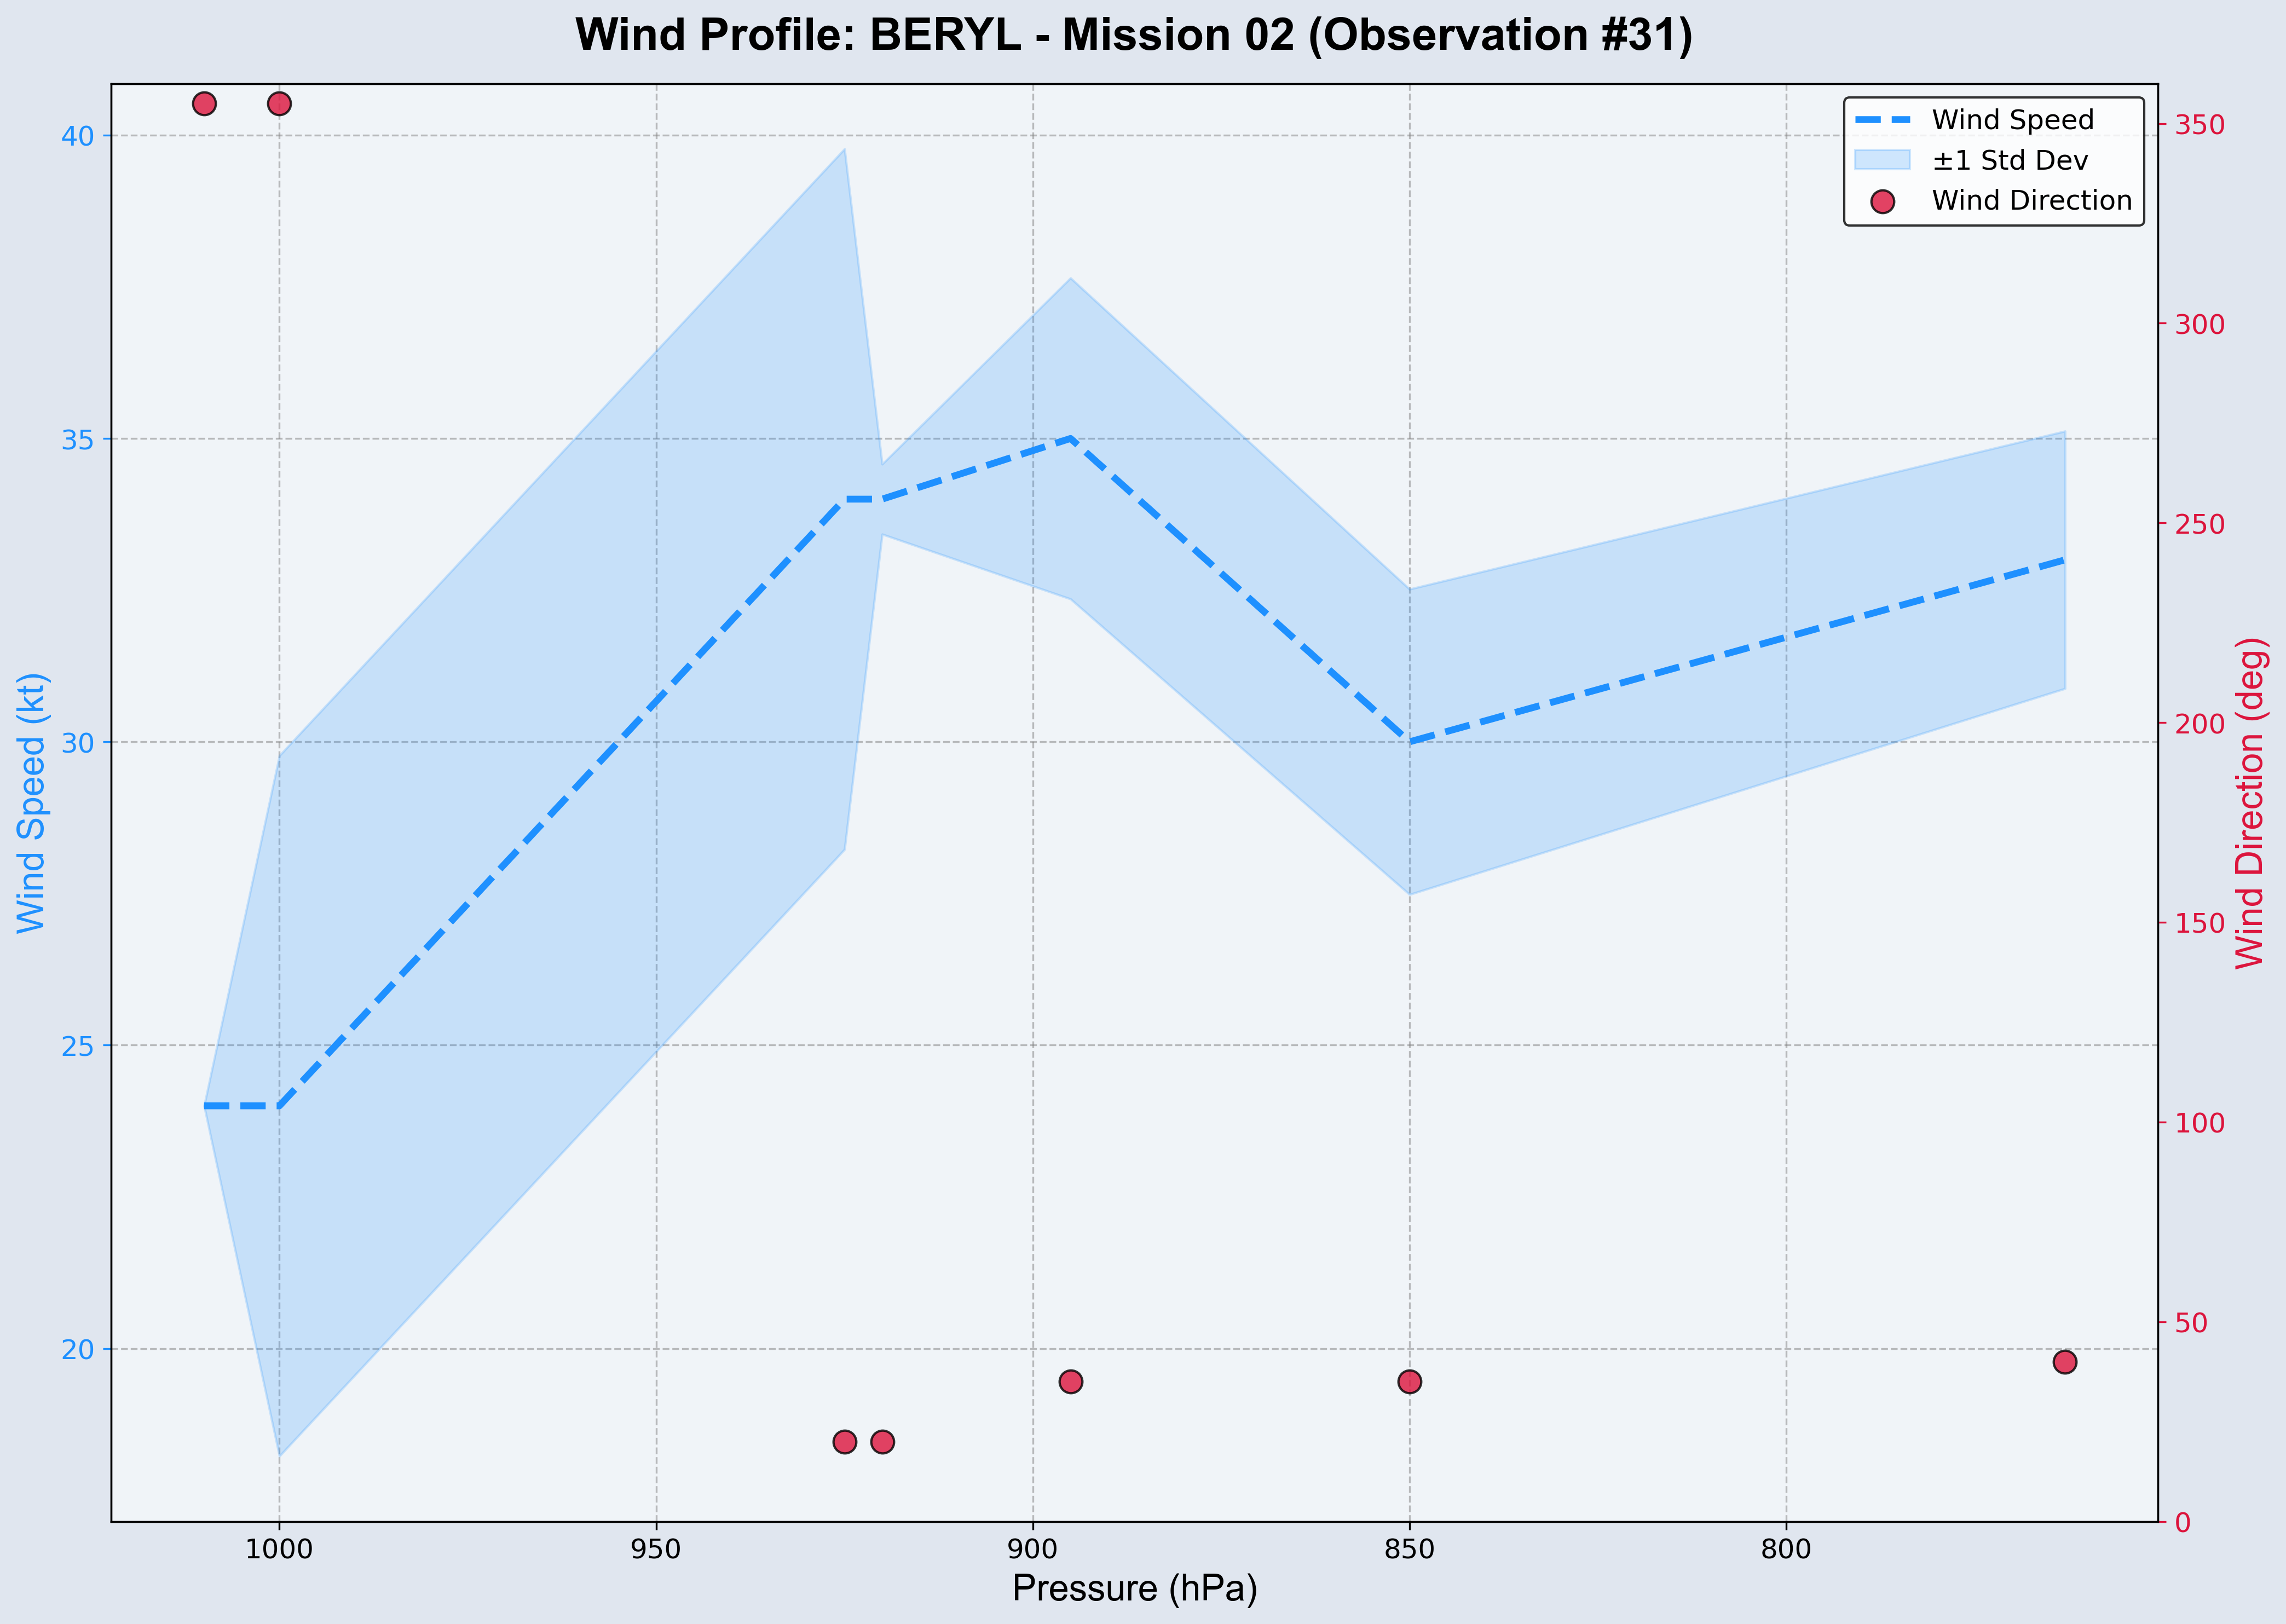 Wind Profile: BERYL - Mission 02 (Observation #31)
Wind Speed
±1 Std Dev
Wind Direction
40
35
30
25
20
Wind Speed (kt)
350
300
250
200
150
100
50
0
Wind Direction (deg)
1000
950
900
850
800
Pressure (hPa)